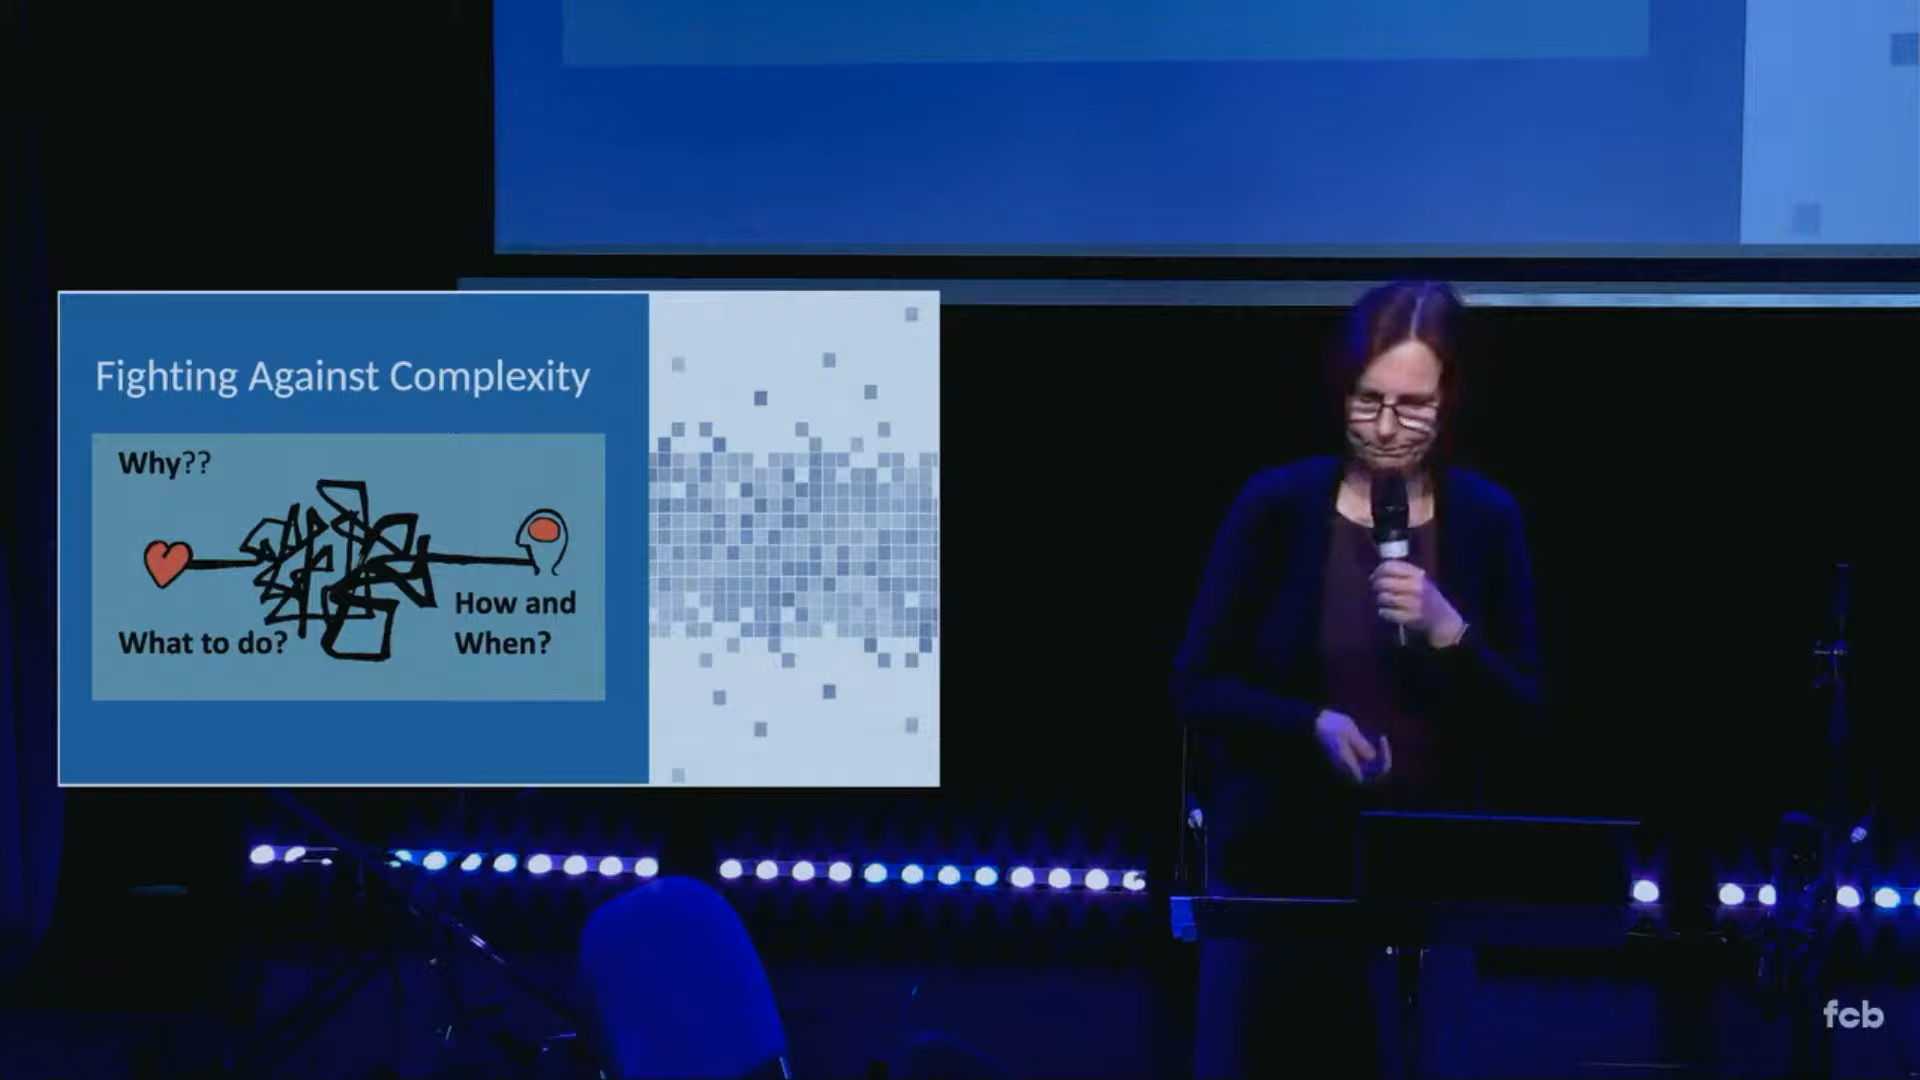 Fighting Against Complexity
Why??
How and
When?
What to do?
fcb